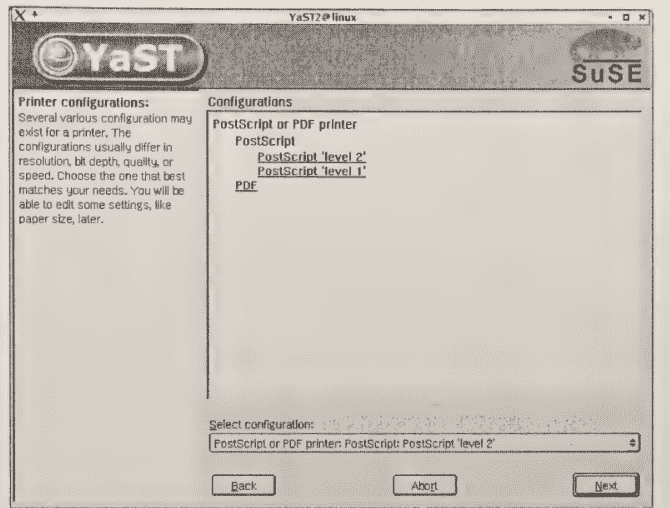 YaST2@linux
YaST
SuSE
Printer configurations:
Several various configuration may
exist for a printer. The
configurations usually differ in
resolution, bit depth, quality, or
speed. Choose the one that best
matches your needs. You will be
able to edit some settings, like
paper size, later.
Configurations
PostScript or PDF printer
PostScript
PostScript 'level 2'
PostScript 'level 1'
PDF
Select configuration:
PostScript or PDF printer: PostScript: PostScript 'level 2'
Back
Abort
Next